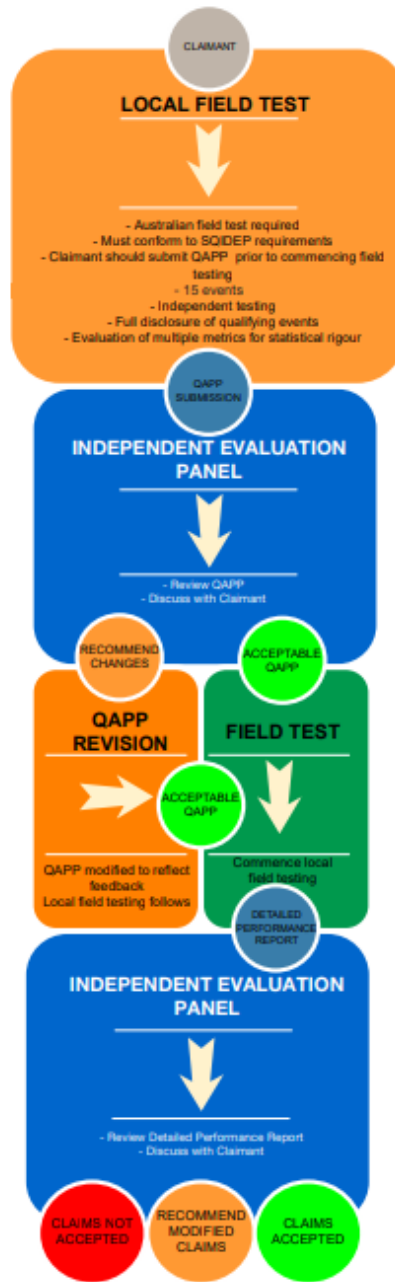 CLAIMANT
LOCAL FIELD TEST
- Australian field test required
- Must conform to SQIDEP requirements
- Claimant should submit QAPP prior to commencing field
testing
- 15 events
- Independent testing
- Full disclosure of qualifying events
- Evaluation of multiple metrics for statistical rigour
QAPP
SUBMISSION
INDEPENDENT EVALUATION
PANEL
- Review QAPP
- Discuss with Claimant
RECOMMEND
CHANGES
ACCEPTABLE
QAPP
QAPP
REVISION
FIELD TEST
ACCEPTABLE
QAPP
QAPP modified to reflect
feedback
Local field testing follows
Commence local
field testing
DETAILED
PERFORMANCE
REPORT
INDEPENDENT EVALUATION
PANEL
- Review Detailed Performance Report
- Discuss with Claimant
CLAIMS NOT
ACCEPTED
RECOMMEND
MODIFIED
CLAIMS
CLAIMS
ACCEPTED